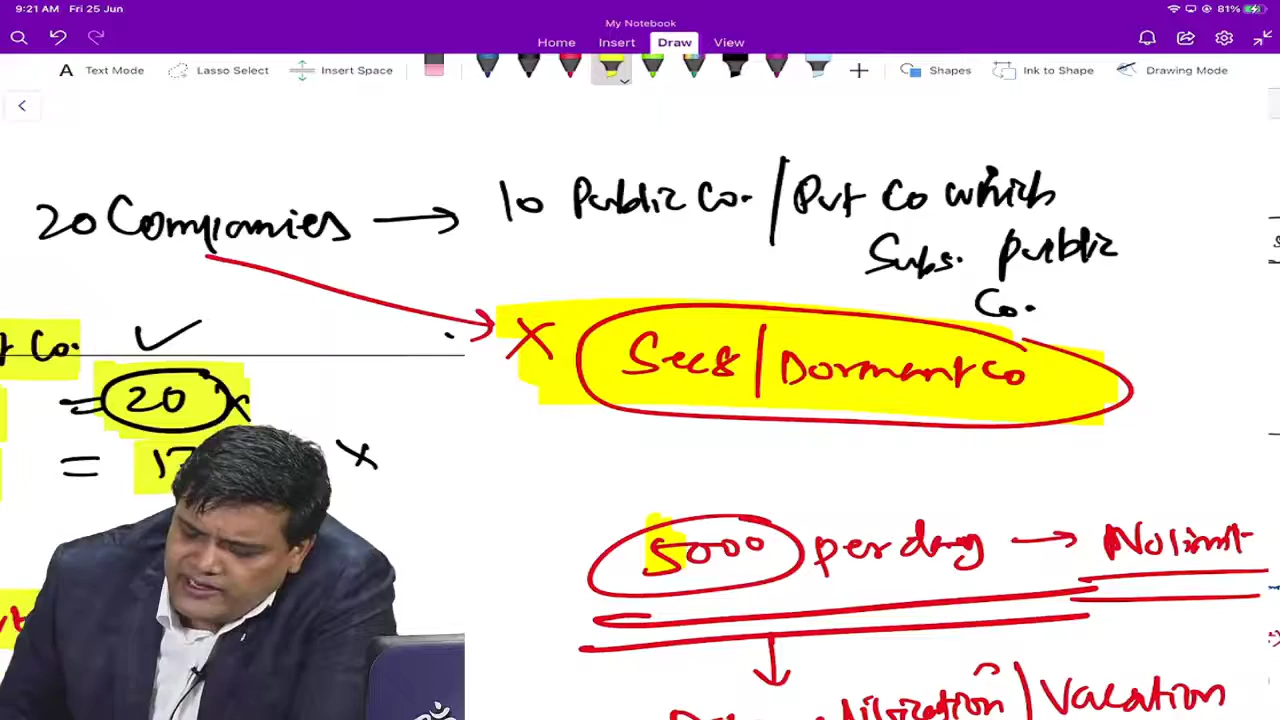 9:21 AM Fri 25 Jun
81%
My Notebook
Home Insert Draw View
A Text Mode Lasso Select Insert Space Shapes Ink to Shape Drawing Mode
20 Companies → 10 Public Co. / Pvt Co which
Subs. public
Co.
Co. ✓
x Sec 8 / Dormant Co
= 20 x
= x
5000 per day → No limit
/ Vacation